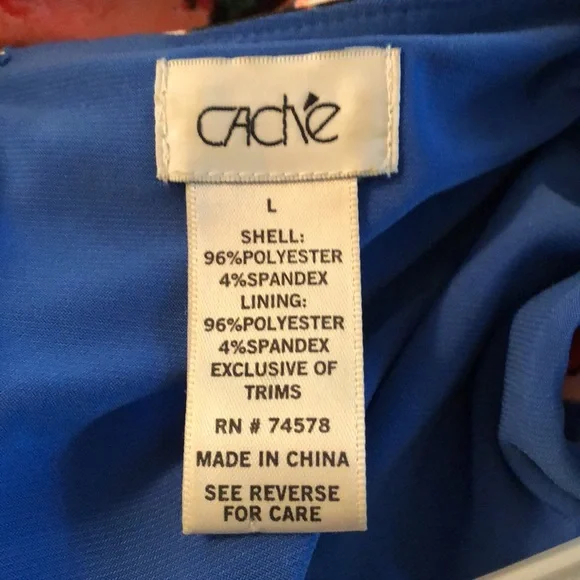 CACHÉ
L
SHELL:
96%POLYESTER
4%SPANDEX
LINING:
96%POLYESTER
4%SPANDEX
EXCLUSIVE OF
TRIMS
RN # 74578
MADE IN CHINA
SEE REVERSE
FOR CARE